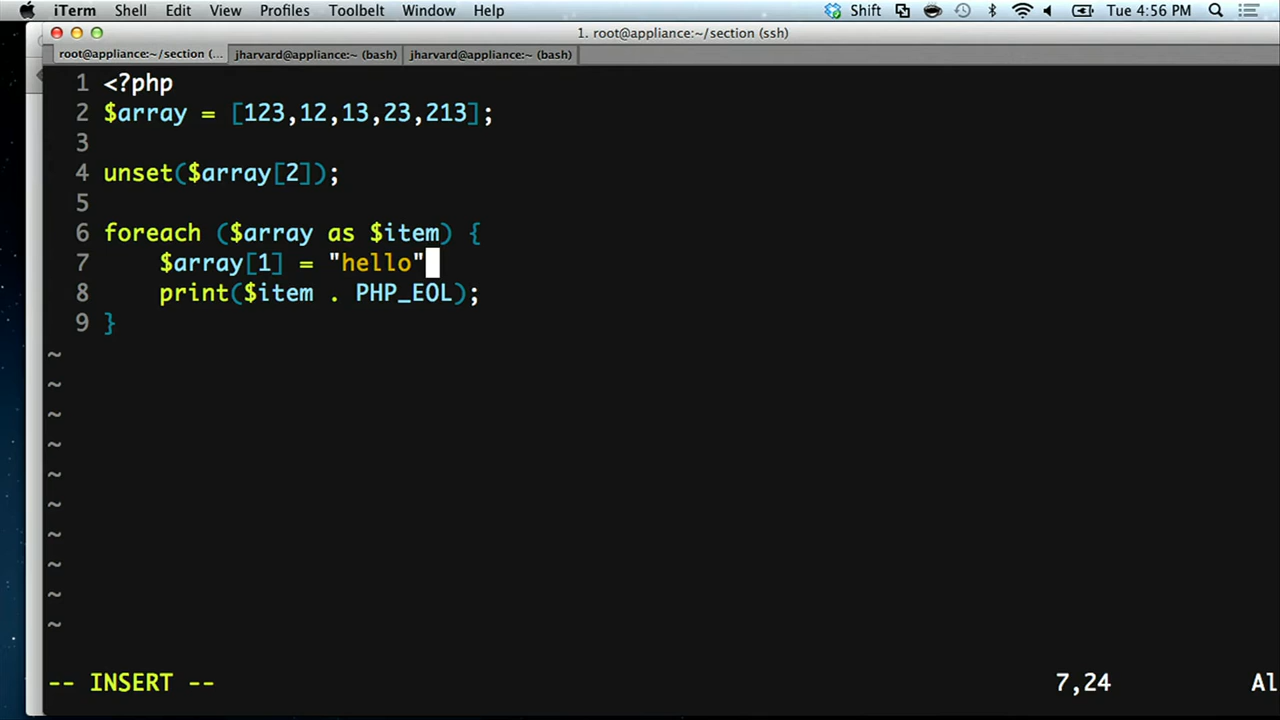 iTerm Shell Edit View Profiles Toolbelt Window Help Shift Tue 4:56 PM
1. root@appliance:~/section (ssh)
root@appliance:~/section (... jharvard@appliance:~ (bash) jharvard@appliance:~ (bash)
1 <?php
2 $array = [123,12,13,23,213];
3
4 unset($array[2]);
5
6 foreach ($array as $item) {
7 $array[1] = "hello"
8 print($item . PHP_EOL);
9 }
~
~
~
~
~
~
~
~
~
~
-- INSERT -- 7,24 Al